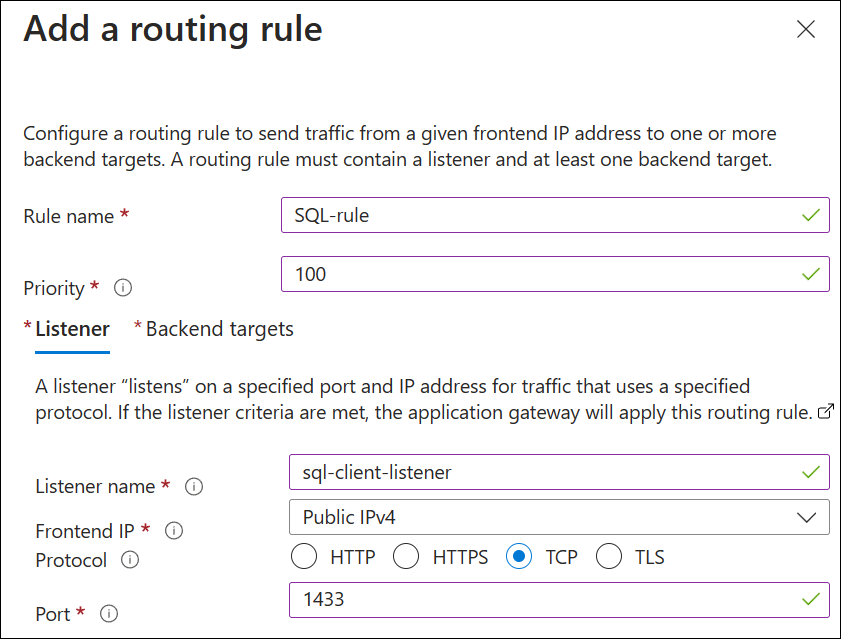 Add a routing rule
Configure a routing rule to send traffic from a given frontend IP address to one or more
backend targets. A routing rule must contain a listener and at least one backend target.
Rule name *
SQL-rule
Priority *
100
* Listener * Backend targets
A listener “listens” on a specified port and IP address for traffic that uses a specified
protocol. If the listener criteria are met, the application gateway will apply this routing rule.
Listener name *
sql-client-listener
Frontend IP *
Public IPv4
Protocol
HTTP HTTPS TCP TLS
Port *
1433